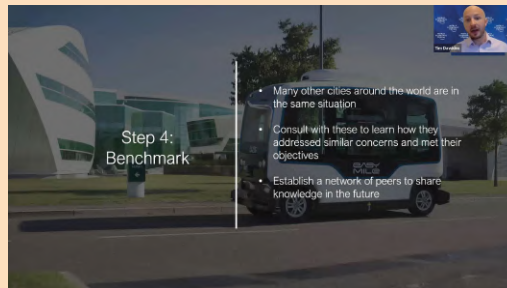 Step 4:
Benchmark
• Many other cities around the world are in
the same situation
• Consult with these to learn how they
addressed similar concerns and met their
objectives
• Establish a network of peers to share
knowledge in the future
EASY
MILE